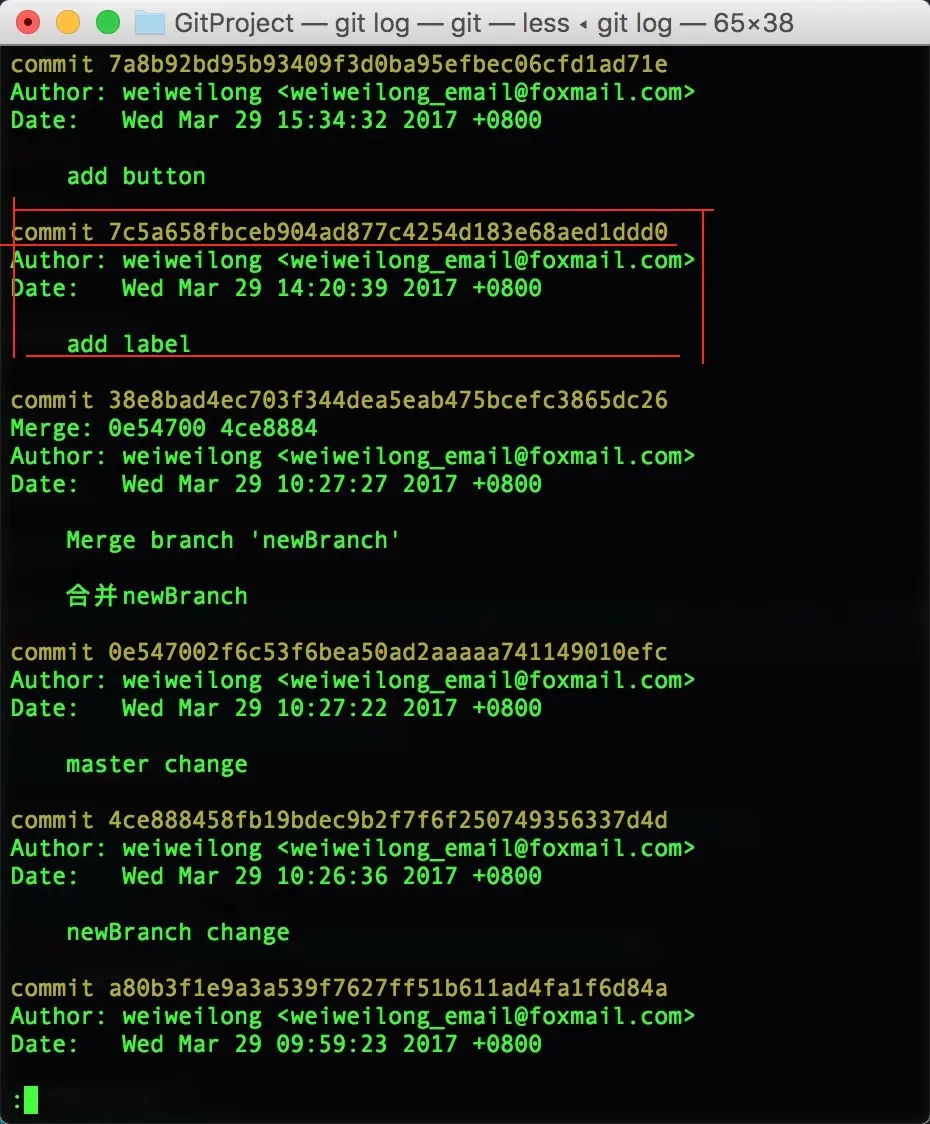 GitProject — git log — git — less ◂ git log — 65×38
commit 7a8b92bd95b93409f3d0ba95efbec06cfd1ad71e
Author: weiweilong <weiweilong_email@foxmail.com>
Date:   Wed Mar 29 15:34:32 2017 +0800
add button
commit 7c5a658fbceb904ad877c4254d183e68aed1ddd0
Author: weiweilong <weiweilong_email@foxmail.com>
Date:   Wed Mar 29 14:20:39 2017 +0800
add label
commit 38e8bad4ec703f344dea5eab475bcefc3865dc26
Merge: 0e54700 4ce8884
Author: weiweilong <weiweilong_email@foxmail.com>
Date:   Wed Mar 29 10:27:27 2017 +0800
Merge branch 'newBranch'
合并newBranch
commit 0e547002f6c53f6bea50ad2aaaaa741149010efc
Author: weiweilong <weiweilong_email@foxmail.com>
Date:   Wed Mar 29 10:27:22 2017 +0800
master change
commit 4ce888458fb19bdec9b2f7f6f250749356337d4d
Author: weiweilong <weiweilong_email@foxmail.com>
Date:   Wed Mar 29 10:26:36 2017 +0800
newBranch change
commit a80b3f1e9a3a539f7627ff51b611ad4fa1f6d84a
Author: weiweilong <weiweilong_email@foxmail.com>
Date:   Wed Mar 29 09:59:23 2017 +0800
: